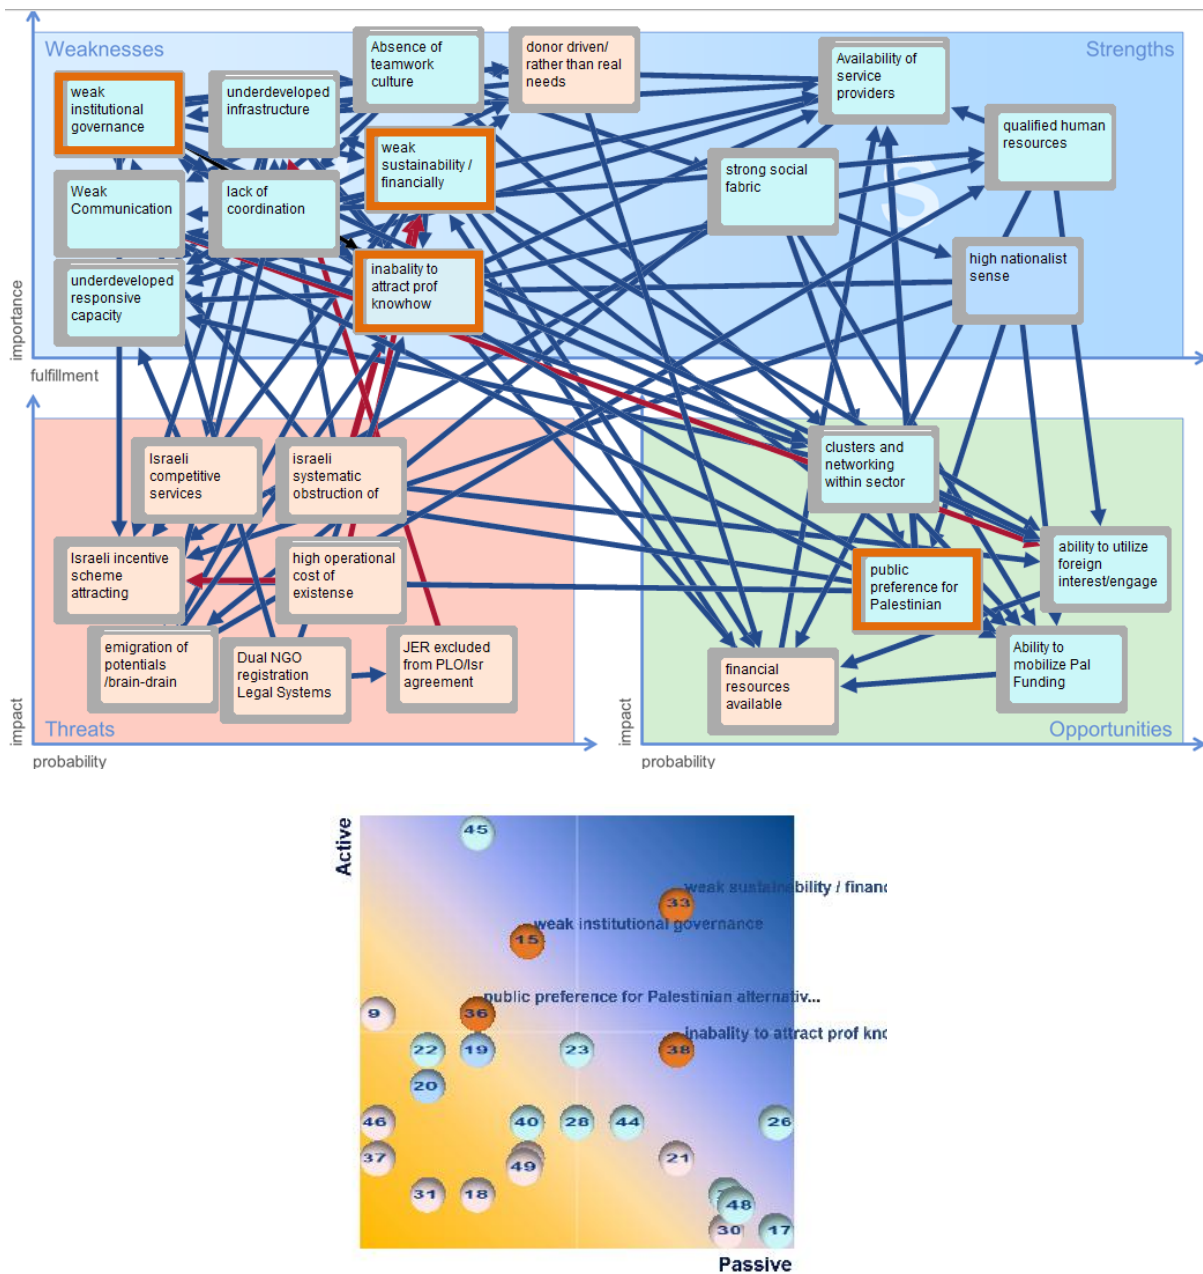 Weaknesses
Strengths
weak
institutional
governance
underdeveloped
infrastructure
Absence of
teamwork
culture
donor driven/
rather than real
needs
Availability of
service
providers
qualified human
resources
weak
sustainability /
financially
strong social
fabric
S
Weak
Communication
lack of
coordination
high nationalist
sense
inabality to
attract prof
knowhow
underdeveloped
responsive
capacity
importance
fulfillment
Israeli
competitive
services
israeli
systematic
obstruction of
clusters and
networking
within sector
Israeli incentive
scheme
attracting
high operational
cost of
existense
public
preference for
Palestinian
ability to utilize
foreign
interest/engage
emigration of
potentials
/brain-drain
Dual NGO
registration
Legal Systems
JER excluded
from PLO/Isr
agreement
financial
resources
available
Ability to
mobilize Pal
Funding
impact
Threats
probability
impact
Opportunities
probability
Active
45
weak sustainability / financ
33
weak institutional governance
15
public preference for Palestinian alternativ...
9
36
inabality to attract prof kno
22
19
23
38
20
46
40
28
44
26
37
49
21
31
18
48
30
17
Passive